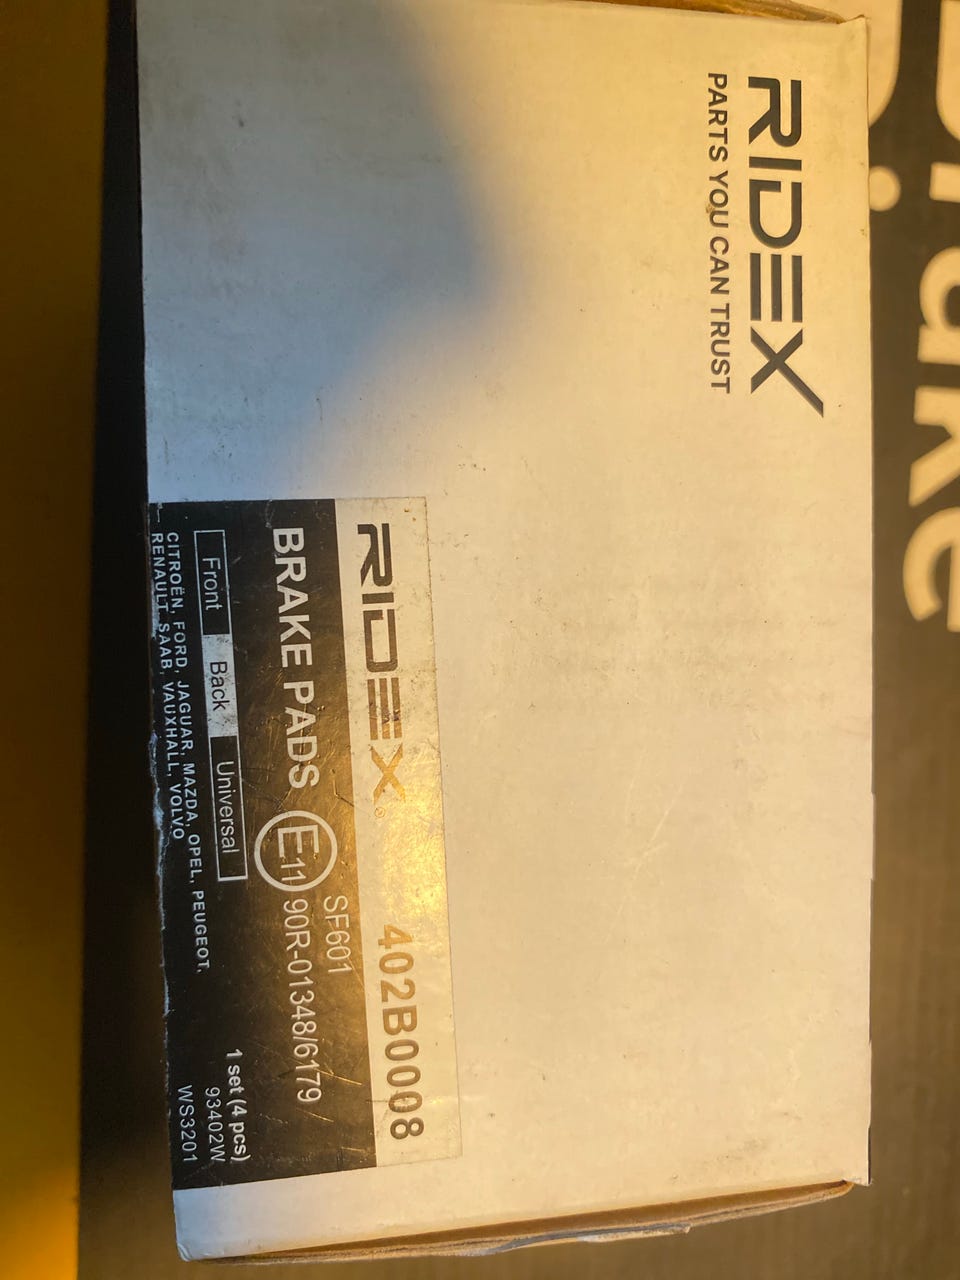 RIDEX
PARTS YOU CAN TRUST
RIDEX®
402B0008
SF601
BRAKE PADS E11 90R-01348/6179
Front Back Universal
1 set (4 pcs)
93402W
WS3201
CITROËN, FORD, JAGUAR, MAZDA, OPEL, PEUGEOT,
RENAULT, SAAB, VAUXHALL, VOLVO